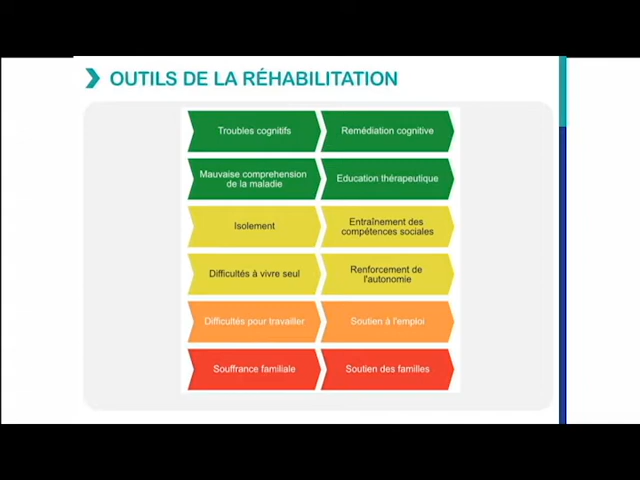 OUTILS DE LA RÉHABILITATION
Troubles cognitifs
Remédiation cognitive
Mauvaise comprehension
de la maladie
Education thérapeutique
Isolement
Entraînement des
compétences sociales
Difficultés à vivre seul
Renforcement de
l'autonomie
Difficultés pour travailler
Soutien à l'emploi
Souffrance familiale
Soutien des familles